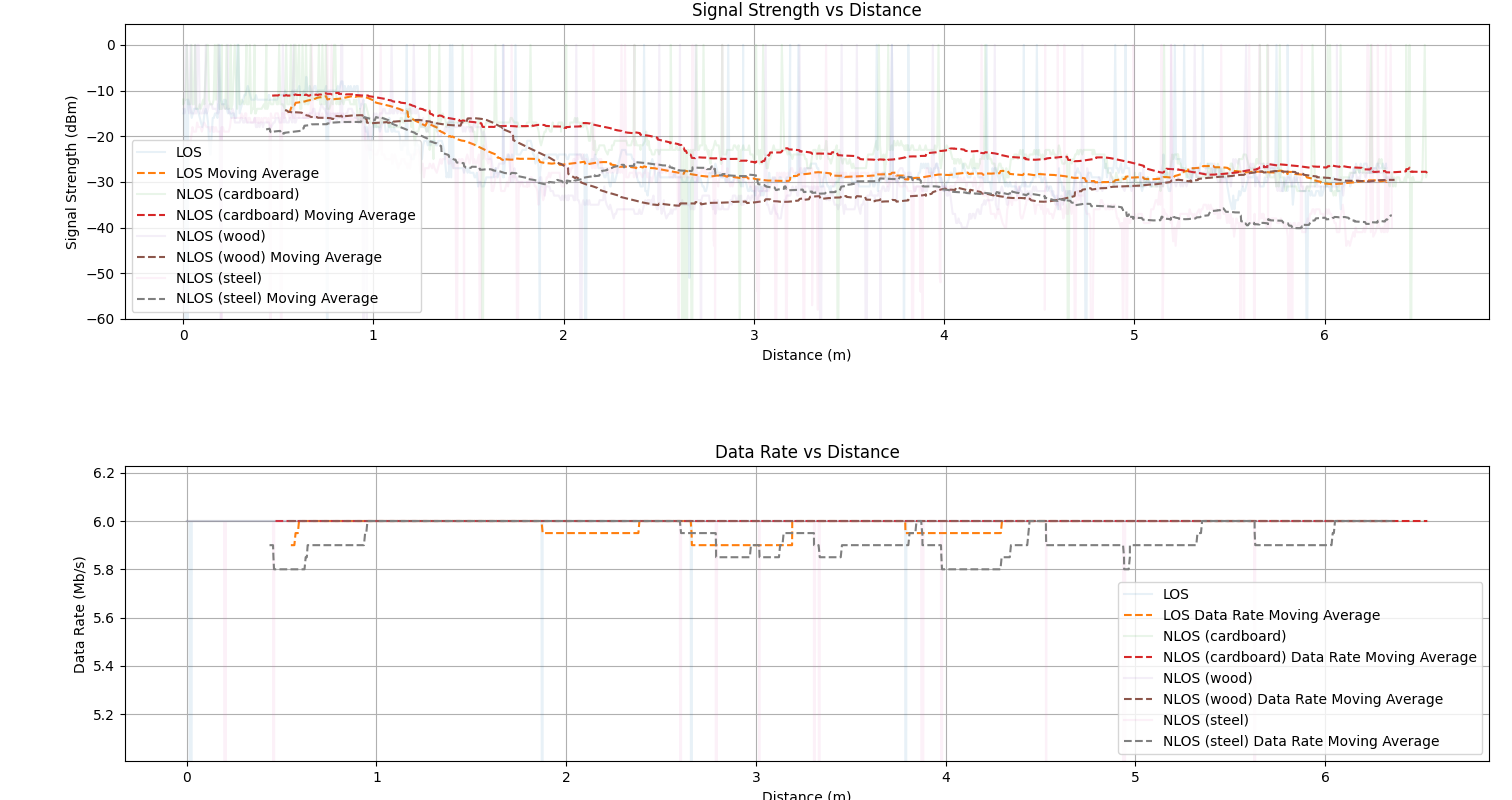 Signal Strength vs Distance
Signal Strength (dBm)
0
−10
−20
−30
−40
−50
−60
LOS
LOS Moving Average
NLOS (cardboard)
NLOS (cardboard) Moving Average
NLOS (wood)
NLOS (wood) Moving Average
NLOS (steel)
NLOS (steel) Moving Average
0 1 2 3 4 5 6
Distance (m)
Data Rate vs Distance
Data Rate (Mb/s)
6.2
6.0
5.8
5.6
5.4
5.2
LOS
LOS Data Rate Moving Average
NLOS (cardboard)
NLOS (cardboard) Data Rate Moving Average
NLOS (wood)
NLOS (wood) Data Rate Moving Average
NLOS (steel)
NLOS (steel) Data Rate Moving Average
0 1 2 3 4 5 6
Distance (m)